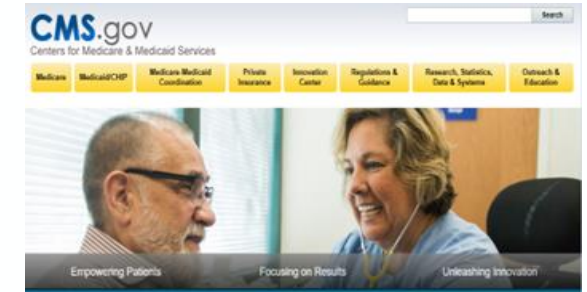 Search
CMS.gov
Centers for Medicare & Medicaid Services
Medicare
Medicaid/CHIP
Medicare-Medicaid
Coordination
Private
Insurance
Innovation
Center
Regulations &
Guidance
Research, Statistics,
Data & Systems
Outreach &
Education
Empowering Patients
Focusing on Results
Unleashing Innovation